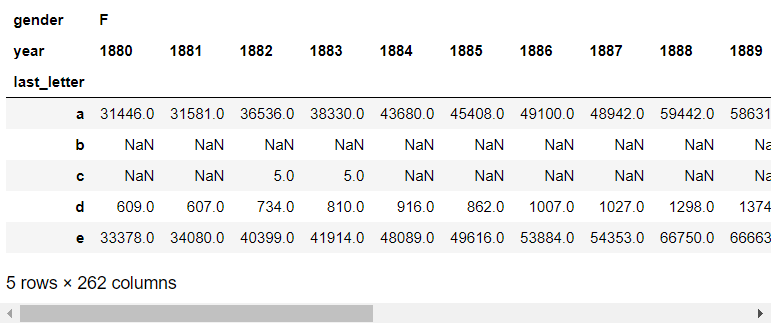 gender F
year 1880 1881 1882 1883 1884 1885 1886 1887 1888 1889
last_letter
a 31446.0 31581.0 36536.0 38330.0 43680.0 45408.0 49100.0 48942.0 59442.0 58631
b NaN NaN NaN NaN NaN NaN NaN NaN NaN Na
c NaN NaN 5.0 5.0 NaN NaN NaN NaN NaN Na
d 609.0 607.0 734.0 810.0 916.0 862.0 1007.0 1027.0 1298.0 1374
e 33378.0 34080.0 40399.0 41914.0 48089.0 49616.0 53884.0 54353.0 66750.0 66663
5 rows × 262 columns